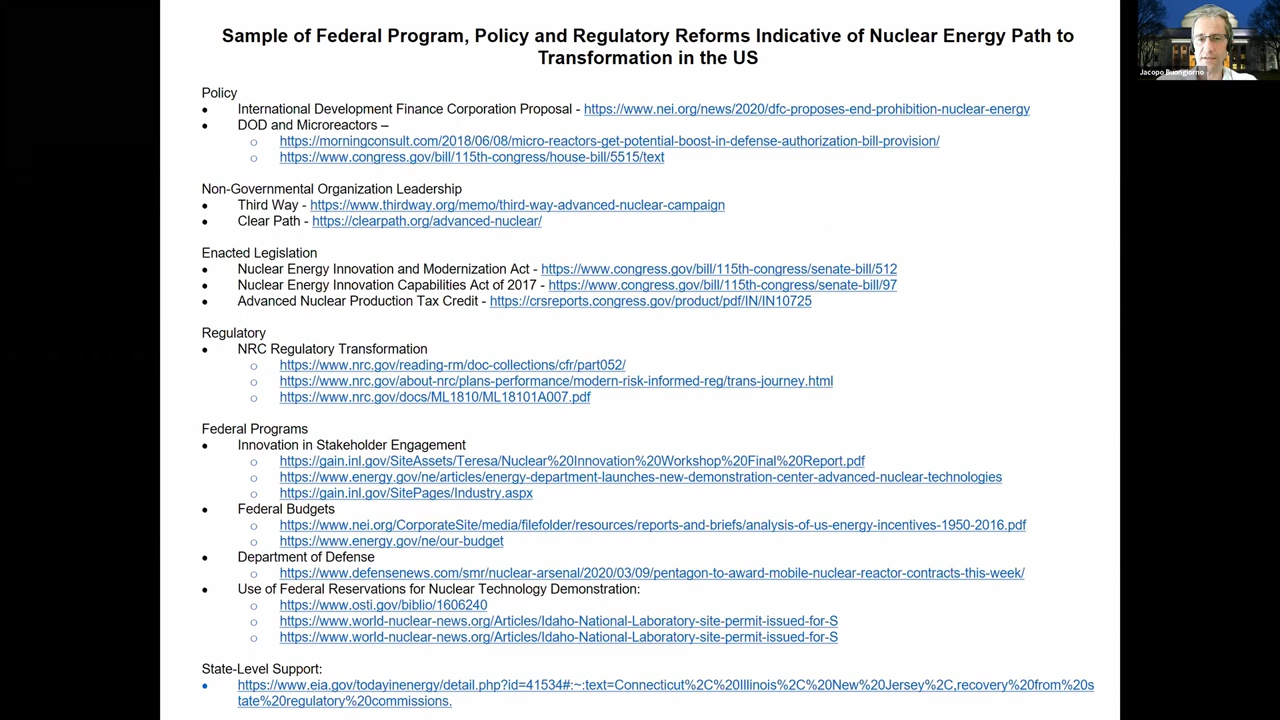 Sample of Federal Program, Policy and Regulatory Reforms Indicative of Nuclear Energy Path to
Transformation in the US
Jacopo Buongiorno
Policy
• International Development Finance Corporation Proposal - https://www.nei.org/news/2020/dfc-proposes-end-prohibition-nuclear-energy
• DOD and Microreactors –
○ https://morningconsult.com/2018/06/08/micro-reactors-get-potential-boost-in-defense-authorization-bill-provision/
○ https://www.congress.gov/bill/115th-congress/house-bill/5515/text
Non-Governmental Organization Leadership
• Third Way - https://www.thirdway.org/memo/third-way-advanced-nuclear-campaign
• Clear Path - https://clearpath.org/advanced-nuclear/
Enacted Legislation
• Nuclear Energy Innovation and Modernization Act - https://www.congress.gov/bill/115th-congress/senate-bill/512
• Nuclear Energy Innovation Capabilities Act of 2017 - https://www.congress.gov/bill/115th-congress/senate-bill/97
• Advanced Nuclear Production Tax Credit - https://crsreports.congress.gov/product/pdf/IN/IN10725
Regulatory
• NRC Regulatory Transformation
○ https://www.nrc.gov/reading-rm/doc-collections/cfr/part052/
○ https://www.nrc.gov/about-nrc/plans-performance/modern-risk-informed-reg/trans-journey.html
○ https://www.nrc.gov/docs/ML1810/ML18101A007.pdf
Federal Programs
• Innovation in Stakeholder Engagement
○ https://gain.inl.gov/SiteAssets/Teresa/Nuclear%20Innovation%20Workshop%20Final%20Report.pdf
○ https://www.energy.gov/ne/articles/energy-department-launches-new-demonstration-center-advanced-nuclear-technologies
○ https://gain.inl.gov/SitePages/Industry.aspx
• Federal Budgets
○ https://www.nei.org/CorporateSite/media/filefolder/resources/reports-and-briefs/analysis-of-us-energy-incentives-1950-2016.pdf
○ https://www.energy.gov/ne/our-budget
• Department of Defense
○ https://www.defensenews.com/smr/nuclear-arsenal/2020/03/09/pentagon-to-award-mobile-nuclear-reactor-contracts-this-week/
• Use of Federal Reservations for Nuclear Technology Demonstration:
○ https://www.osti.gov/biblio/1606240
○ https://www.world-nuclear-news.org/Articles/Idaho-National-Laboratory-site-permit-issued-for-S
○ https://www.world-nuclear-news.org/Articles/Idaho-National-Laboratory-site-permit-issued-for-S
State-Level Support:
• https://www.eia.gov/todayinenergy/detail.php?id=41534#:~:text=Connecticut%2C%20Illinois%2C%20New%20Jersey%2C,recovery%20from%20s
tate%20regulatory%20commissions.